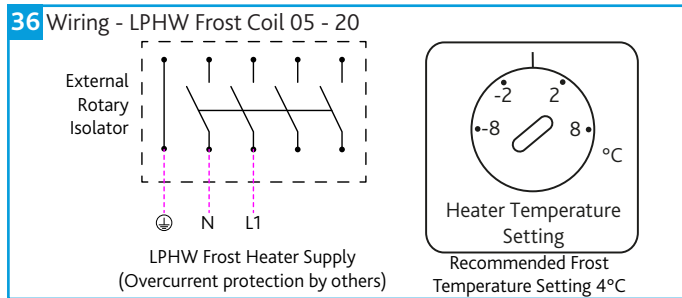 36 Wiring - LPHW Frost Coil 05 - 20
External
Rotary
Isolator
N L1
LPHW Frost Heater Supply
(Overcurrent protection by others)
-2 2
-8 8
°C
Heater Temperature
Setting
Recommended Frost
Temperature Setting 4°C